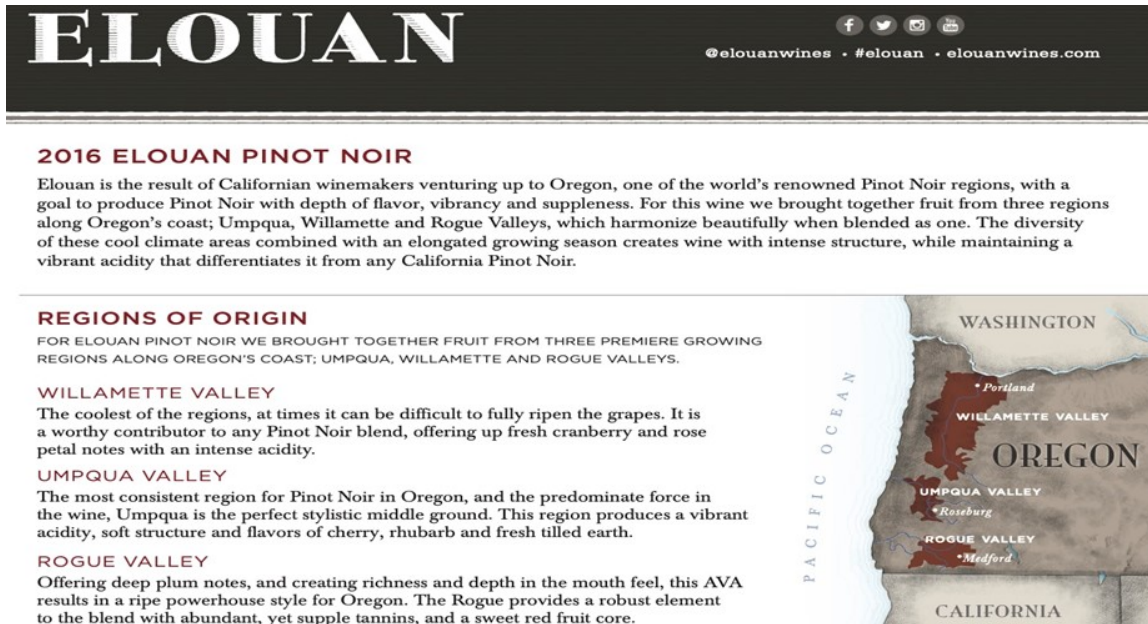 ELOUAN
@elouanwines • #elouan • elouanwines.com
2016 ELOUAN PINOT NOIR
Elouan is the result of Californian winemakers venturing up to Oregon, one of the world's renowned Pinot Noir regions, with a
goal to produce Pinot Noir with depth of flavor, vibrancy and suppleness. For this wine we brought together fruit from three regions
along Oregon's coast; Umpqua, Willamette and Rogue Valleys, which harmonize beautifully when blended as one. The diversity
of these cool climate areas combined with an elongated growing season creates wine with intense structure, while maintaining a
vibrant acidity that differentiates it from any California Pinot Noir.
REGIONS OF ORIGIN
FOR ELOUAN PINOT NOIR WE BROUGHT TOGETHER FRUIT FROM THREE PREMIERE GROWING
REGIONS ALONG OREGON'S COAST; UMPQUA, WILLAMETTE AND ROGUE VALLEYS.
WILLAMETTE VALLEY
The coolest of the regions, at times it can be difficult to fully ripen the grapes. It is
a worthy contributor to any Pinot Noir blend, offering up fresh cranberry and rose
petal notes with an intense acidity.
UMPQUA VALLEY
The most consistent region for Pinot Noir in Oregon, and the predominate force in
the wine, Umpqua is the perfect stylistic middle ground. This region produces a vibrant
acidity, soft structure and flavors of cherry, rhubarb and fresh tilled earth.
ROGUE VALLEY
Offering deep plum notes, and creating richness and depth in the mouth feel, this AVA
results in a ripe powerhouse style for Oregon. The Rogue provides a robust element
to the blend with abundant, yet supple tannins, and a sweet red fruit core.
WASHINGTON
Portland
WILLAMETTE VALLEY
OREGON
UMPQUA VALLEY
Roseburg
ROGUE VALLEY
Medford
CALIFORNIA
PACIFIC OCEAN